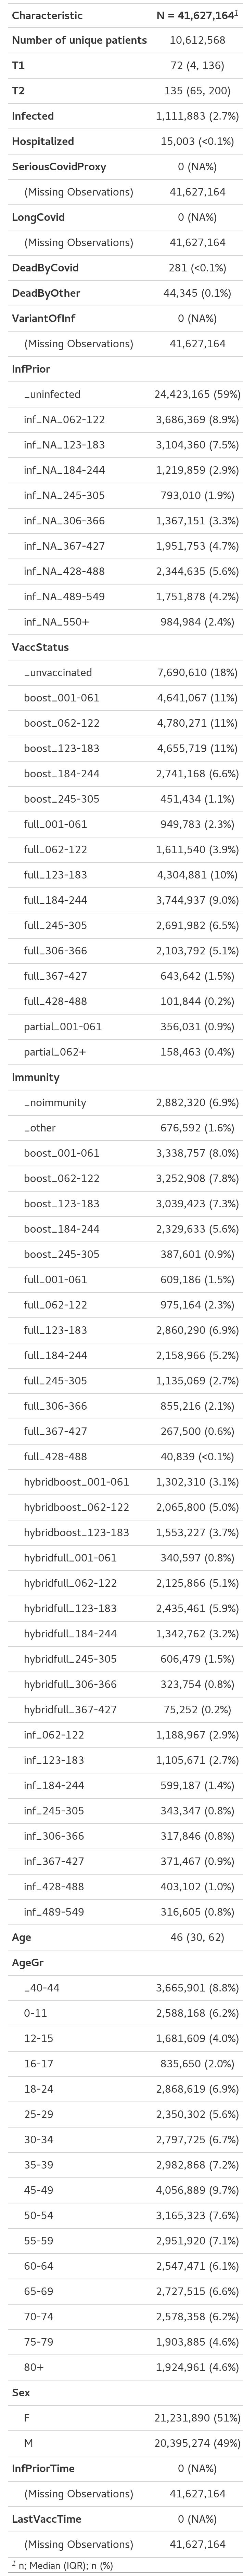 Characteristic N = 41,627,164¹
Number of unique patients 10,612,568
T1 72 (4, 136)
T2 135 (65, 200)
Infected 1,111,883 (2.7%)
Hospitalized 15,003 (<0.1%)
SeriousCovidProxy 0 (NA%)
(Missing Observations) 41,627,164
LongCovid 0 (NA%)
(Missing Observations) 41,627,164
DeadByCovid 281 (<0.1%)
DeadByOther 44,345 (0.1%)
VariantOfInf 0 (NA%)
(Missing Observations) 41,627,164
InfPrior
_uninfected 24,423,165 (59%)
inf_NA_062-122 3,686,369 (8.9%)
inf_NA_123-183 3,104,360 (7.5%)
inf_NA_184-244 1,219,859 (2.9%)
inf_NA_245-305 793,010 (1.9%)
inf_NA_306-366 1,367,151 (3.3%)
inf_NA_367-427 1,951,753 (4.7%)
inf_NA_428-488 2,344,635 (5.6%)
inf_NA_489-549 1,751,878 (4.2%)
inf_NA_550+ 984,984 (2.4%)
VaccStatus
_unvaccinated 7,690,610 (18%)
boost_001-061 4,641,067 (11%)
boost_062-122 4,780,271 (11%)
boost_123-183 4,655,719 (11%)
boost_184-244 2,741,168 (6.6%)
boost_245-305 451,434 (1.1%)
full_001-061 949,783 (2.3%)
full_062-122 1,611,540 (3.9%)
full_123-183 4,304,881 (10%)
full_184-244 3,744,937 (9.0%)
full_245-305 2,691,982 (6.5%)
full_306-366 2,103,792 (5.1%)
full_367-427 643,642 (1.5%)
full_428-488 101,844 (0.2%)
partial_001-061 356,031 (0.9%)
partial_062+ 158,463 (0.4%)
Immunity
_noimmunity 2,882,320 (6.9%)
_other 676,592 (1.6%)
boost_001-061 3,338,757 (8.0%)
boost_062-122 3,252,908 (7.8%)
boost_123-183 3,039,423 (7.3%)
boost_184-244 2,329,633 (5.6%)
boost_245-305 387,601 (0.9%)
full_001-061 609,186 (1.5%)
full_062-122 975,164 (2.3%)
full_123-183 2,860,290 (6.9%)
full_184-244 2,158,966 (5.2%)
full_245-305 1,135,069 (2.7%)
full_306-366 855,216 (2.1%)
full_367-427 267,500 (0.6%)
full_428-488 40,839 (<0.1%)
hybridboost_001-061 1,302,310 (3.1%)
hybridboost_062-122 2,065,800 (5.0%)
hybridboost_123-183 1,553,227 (3.7%)
hybridfull_001-061 340,597 (0.8%)
hybridfull_062-122 2,125,866 (5.1%)
hybridfull_123-183 2,435,461 (5.9%)
hybridfull_184-244 1,342,762 (3.2%)
hybridfull_245-305 606,479 (1.5%)
hybridfull_306-366 323,754 (0.8%)
hybridfull_367-427 75,252 (0.2%)
inf_062-122 1,188,967 (2.9%)
inf_123-183 1,105,671 (2.7%)
inf_184-244 599,187 (1.4%)
inf_245-305 343,347 (0.8%)
inf_306-366 317,846 (0.8%)
inf_367-427 371,467 (0.9%)
inf_428-488 403,102 (1.0%)
inf_489-549 316,605 (0.8%)
Age 46 (30, 62)
AgeGr
_40-44 3,665,901 (8.8%)
0-11 2,588,168 (6.2%)
12-15 1,681,609 (4.0%)
16-17 835,650 (2.0%)
18-24 2,868,619 (6.9%)
25-29 2,350,302 (5.6%)
30-34 2,797,725 (6.7%)
35-39 2,982,868 (7.2%)
45-49 4,056,889 (9.7%)
50-54 3,165,323 (7.6%)
55-59 2,951,920 (7.1%)
60-64 2,547,471 (6.1%)
65-69 2,727,515 (6.6%)
70-74 2,578,358 (6.2%)
75-79 1,903,885 (4.6%)
80+ 1,924,961 (4.6%)
Sex
F 21,231,890 (51%)
M 20,395,274 (49%)
InfPriorTime 0 (NA%)
(Missing Observations) 41,627,164
LastVaccTime 0 (NA%)
(Missing Observations) 41,627,164
¹ n; Median (IQR); n (%)